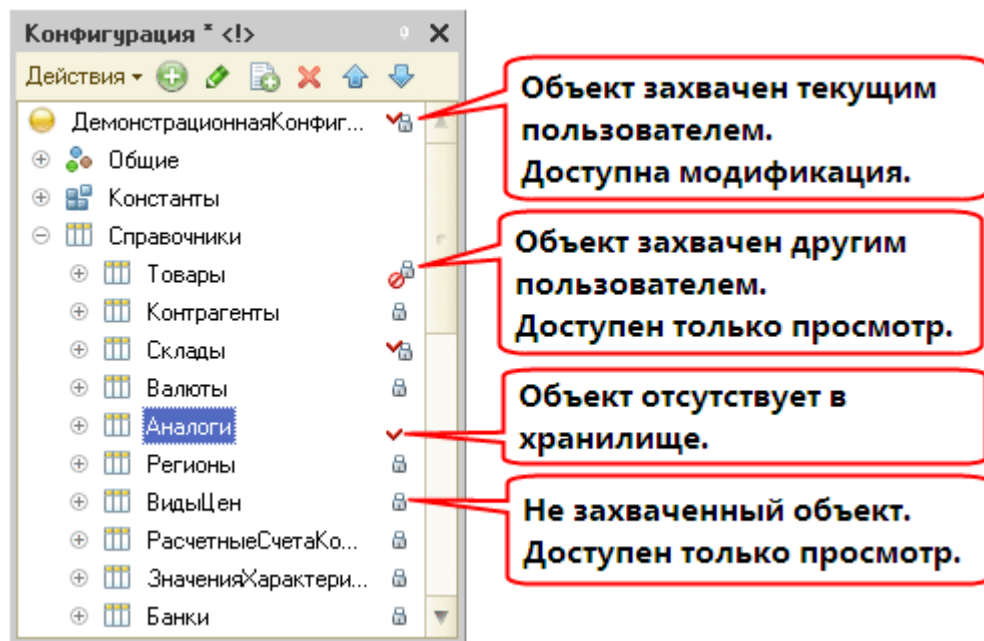 Конфигурация * <!>
Действия
ДемонстрационнаяКонфиг...
Общие
Константы
Справочники
Товары
Контрагенты
Склады
Валюты
Аналоги
Регионы
ВидыЦен
РасчетныеСчетаКо...
ЗначенияХарактери...
Банки
Объект захвачен текущим
пользователем.
Доступна модификация.
Объект захвачен другим
пользователем.
Доступен только просмотр.
Объект отсутствует в
хранилище.
Не захваченный объект.
Доступен только просмотр.